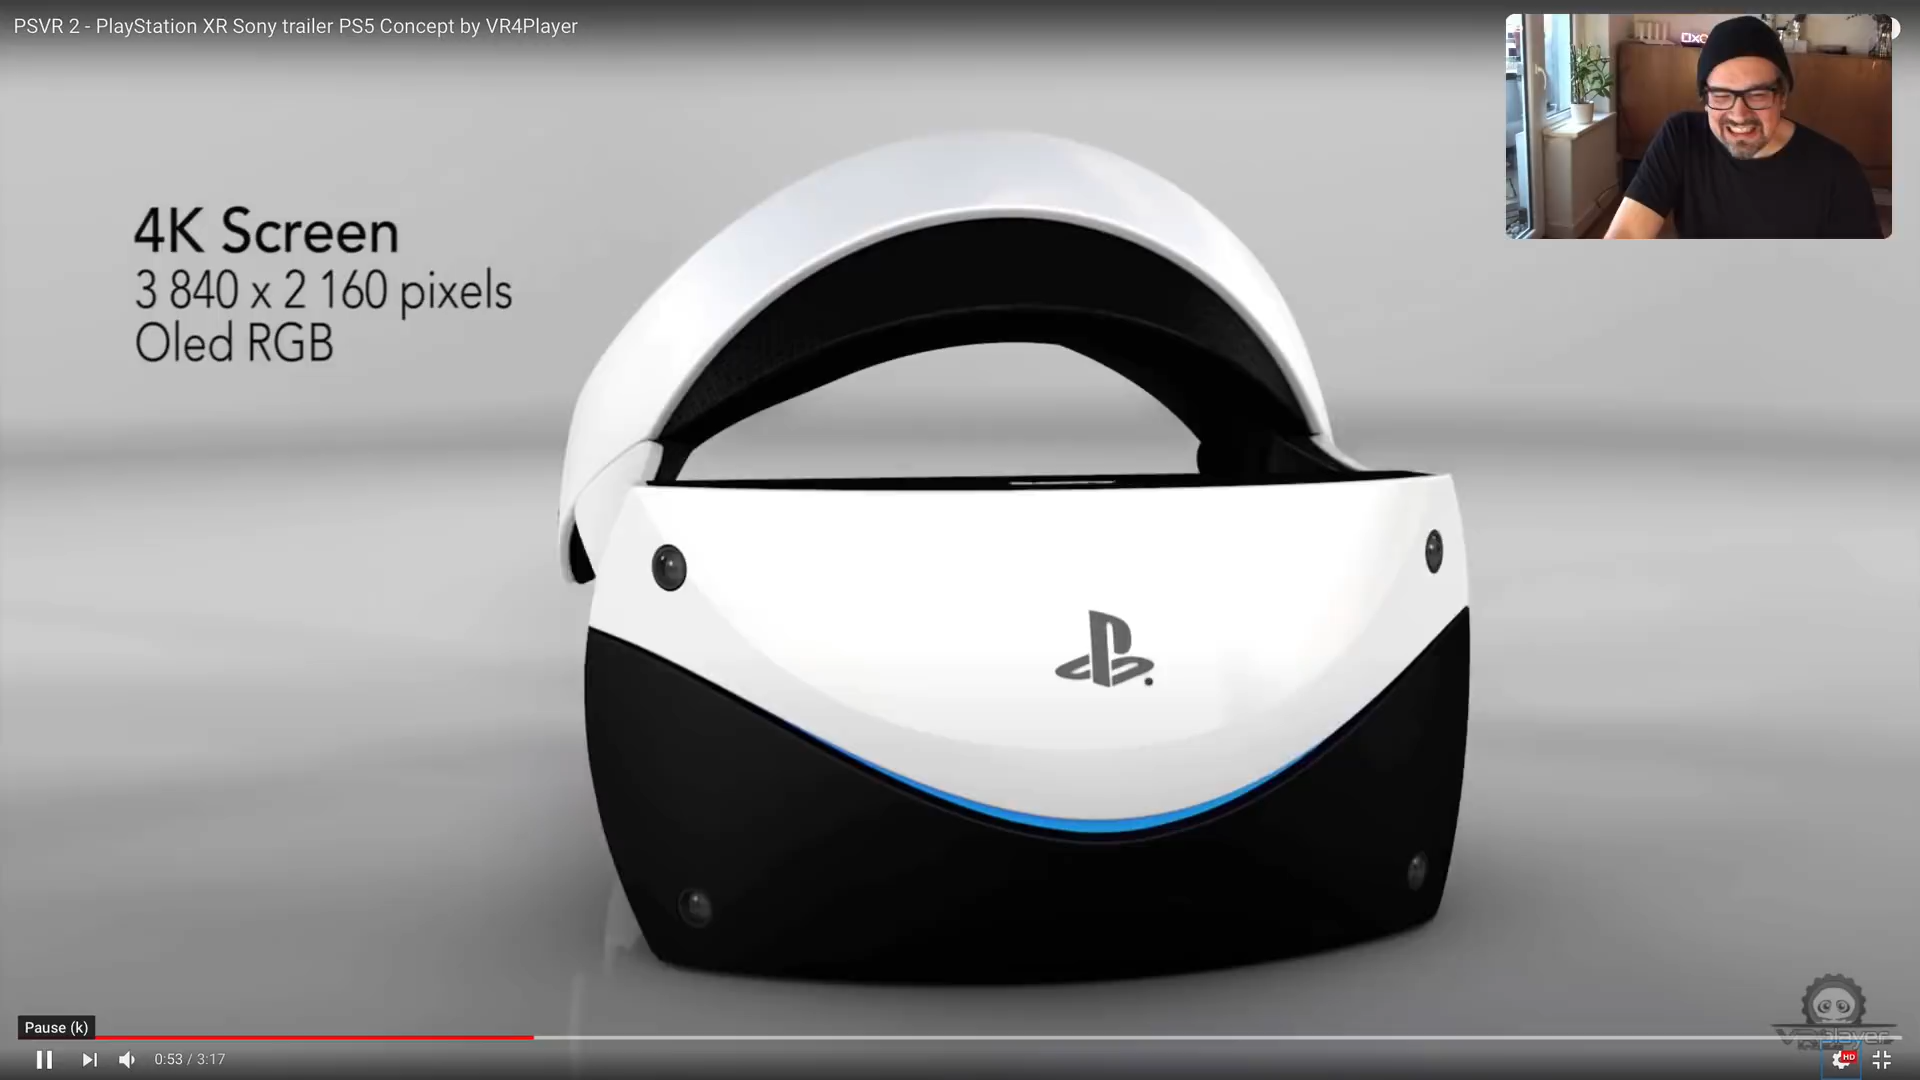 PSVR 2 - PlayStation XR Sony trailer PS5 Concept by VR4Player
4K Screen
3 840 x 2 160 pixels
Oled RGB
Pause (k)
0:53 / 3:17
HD